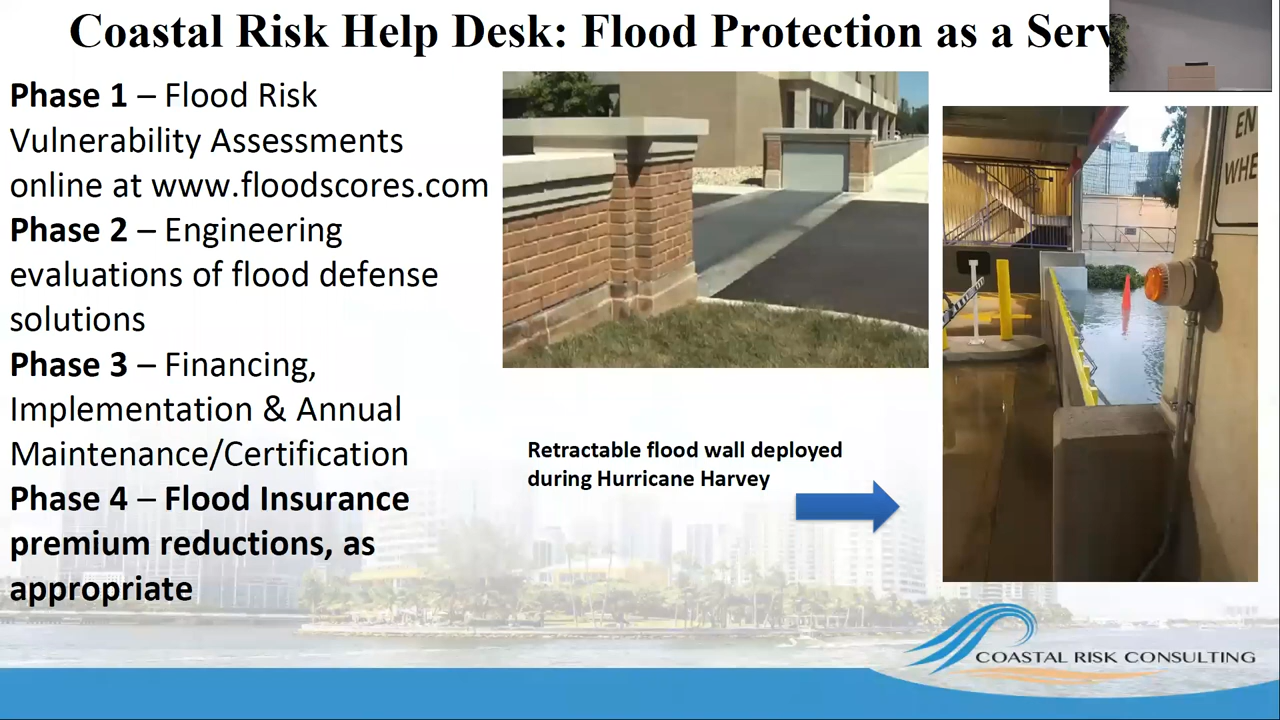 Coastal Risk Help Desk: Flood Protection as a Serv
Phase 1 – Flood Risk
Vulnerability Assessments
online at www.floodscores.com
Phase 2 – Engineering
evaluations of flood defense
solutions
Phase 3 – Financing,
Implementation & Annual
Maintenance/Certification
Phase 4 – Flood Insurance
premium reductions, as
appropriate
Retractable flood wall deployed
during Hurricane Harvey
EN
WHE
COASTAL RISK CONSULTING